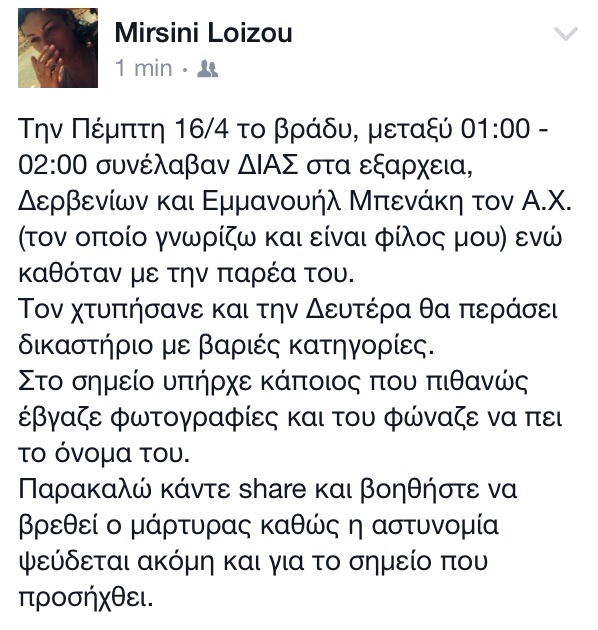 Mirsini Loizou
1 min ·
Την Πέμπτη 16/4 το βράδυ, μεταξύ 01:00 -
02:00 συνέλαβαν ΔΙΑΣ στα εξαρχεια,
Δερβενίων και Εμμανουήλ Μπενάκη τον Α.Χ.
(τον οποίο γνωρίζω και είναι φίλος μου) ενώ
καθόταν με την παρέα του.
Τον χτυπήσανε και την Δευτέρα θα περάσει
δικαστήριο με βαριές κατηγορίες.
Στο σημείο υπήρχε κάποιος που πιθανώς
έβγαζε φωτογραφίες και του φώναζε να πει
το όνομα του.
Παρακαλώ κάντε share και βοηθήστε να
βρεθεί ο μάρτυρας καθώς η αστυνομία
ψεύδεται ακόμη και για το σημείο που
προσήχθει.